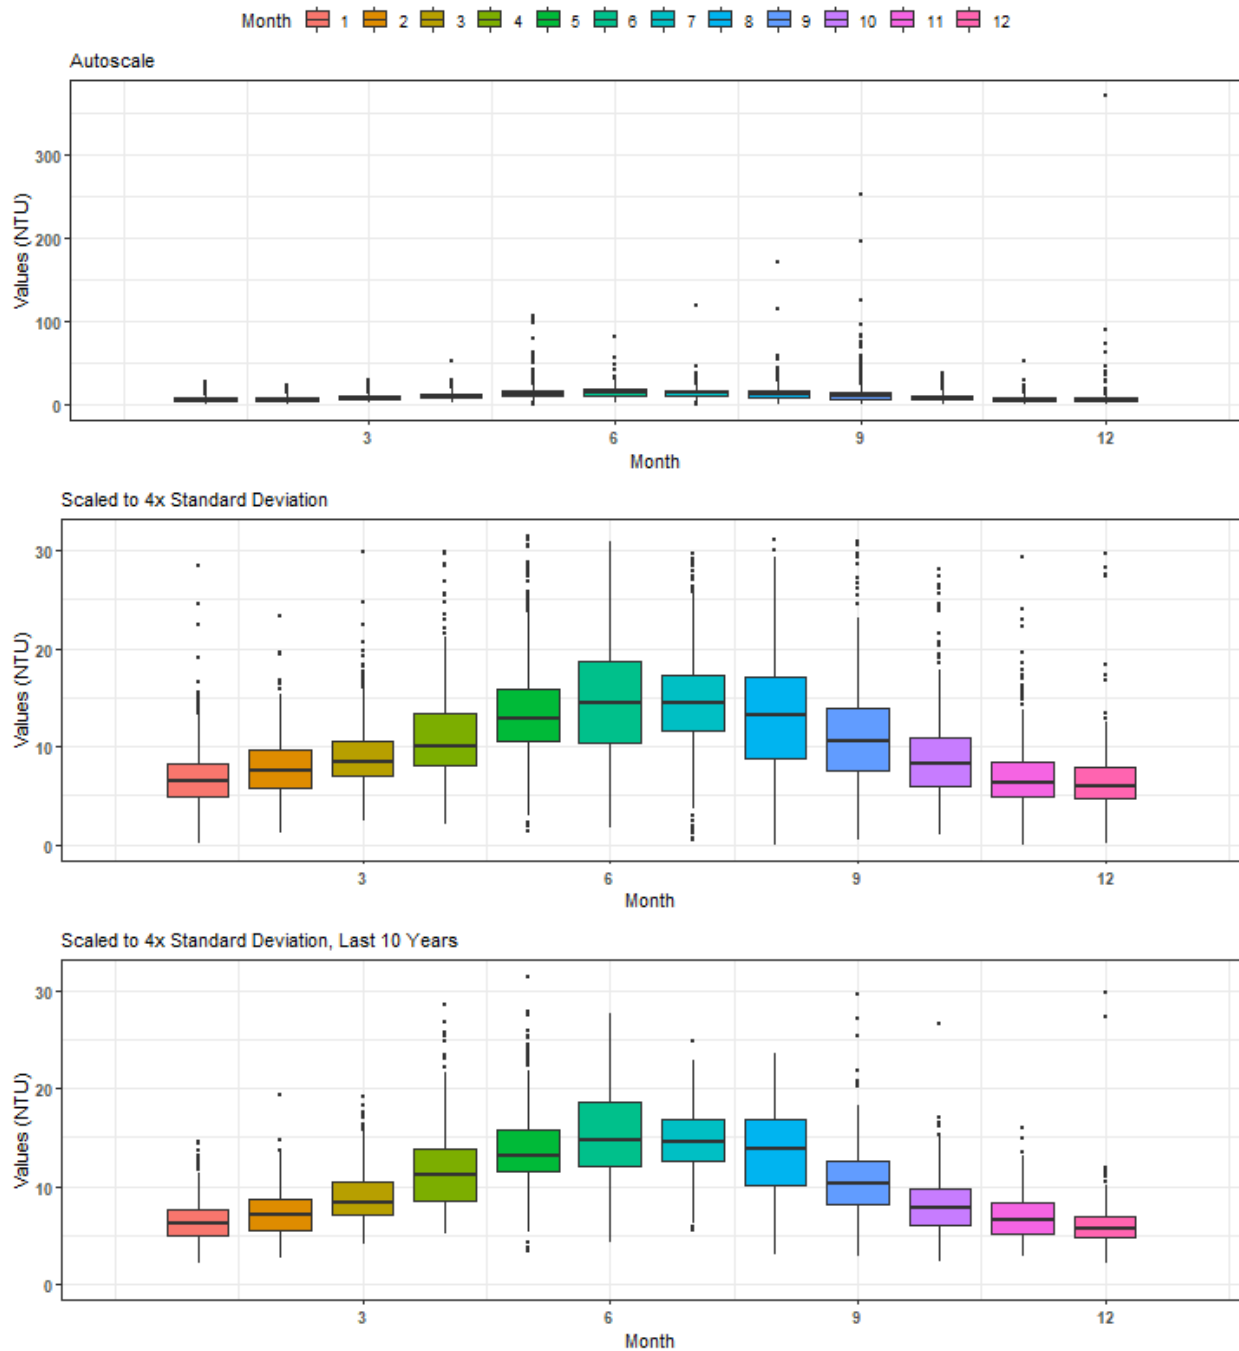 Month 1 2 3 4 5 6 7 8 9 10 11 12
Autoscale
Values (NTU)
300
200
100
0
3 6 9 12
Month
Scaled to 4x Standard Deviation
Values (NTU)
30
20
10
0
3 6 9 12
Month
Scaled to 4x Standard Deviation, Last 10 Years
Values (NTU)
30
20
10
0
3 6 9 12
Month